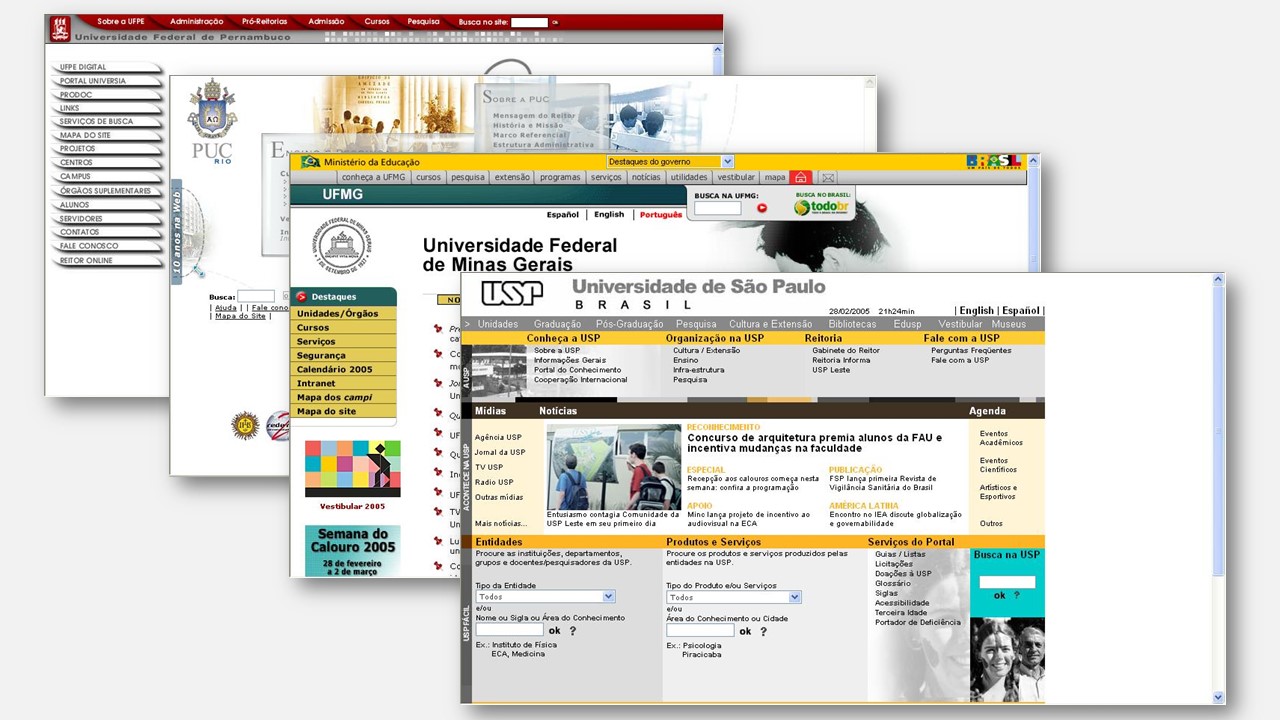 Sobre a UFPE Administração Pró-Reitorias Admissão Cursos Pesquisa Busca no site: ok
Universidade Federal de Pernambuco
UFPE DIGITAL
PORTAL UNIVERSIA
PRODOC
LINKS
SERVIÇOS DE BUSCA
MAPA DO SITE
PROJETOS
CENTROS
CAMPUS
ÓRGÃOS SUPLEMENTARES
ALUNOS
SERVIDORES
CONTATOS
FALE CONOSCO
REITOR ONLINE
PUC
RIO
SOBRE A PUC
Mensagem do Reitor
História e Missão
Marco Referencial
Estrutura Administrativa
10 anos na Web
Busca:
| Ajuda | | Fale
| Mapa do Site |
Ministério da Educação Destaques do governo BRASIL
UM PAÍS DE TODOS
conheça a UFMG cursos pesquisa extensão programas serviços notícias utilidades vestibular mapa
UFMG
BUSCA NA UFMG:
BUSCA NO BRASIL:
todobr
Español | English | Português
UNIVERSIDADE FEDERAL DE MINAS GERAIS
7 DE SETEMBRO DE 1927
Universidade Federal
de Minas Gerais
Destaques
Unidades/Órgãos
Cursos
Serviços
Segurança
Calendário 2005
Intranet
Mapa dos campi
Mapa do site
Vestibular 2005
Semana do
Calouro 2005
28 de fevereiro
a 2 de março
USP Universidade de São Paulo
BRASIL
28/02/2005 21h24min | English | Español |
> Unidades Graduação Pós-Graduação Pesquisa Cultura e Extensão Bibliotecas Edusp Vestibular Museus
A USP
Conheça a USP
Sobre a USP
Informações Gerais
Portal do Conhecimento
Cooperação Internacional
Organização na USP
Cultura / Extensão
Ensino
Infra-estrutura
Pesquisa
Reitoria
Gabinete do Reitor
Reitoria Informa
USP Leste
Fale com a USP
Perguntas Freqüentes
Fale com a USP
ACONTECE NA USP
Mídias
Agência USP
Jornal da USP
TV USP
Radio USP
Outras mídias
Mais notícias...
Notícias
Entusiasmo contagia Comunidade da
USP Leste em seu primeiro dia
RECONHECIMENTO
Concurso de arquitetura premia alunos da FAU e
incentiva mudanças na faculdade
ESPECIAL
Recepção aos calouros começa nesta
semana: confira a programação
PUBLICAÇÃO
FSP lança primeira Revista de
Vigilância Sanitária do Brasil
APOIO
Minc lança projeto de incentivo ao
audiovisual na ECA
AMÉRICA LATINA
Encontro no IEA discute globalização
e governabilidade
Agenda
Eventos
Acadêmicos
Eventos
Científicos
Artísticos e
Esportivos
Outros
USP FÁCIL
Entidades
Procure as instituições, departamentos,
grupos e docentes/pesquisadores da USP.
Tipo da Entidade
Todos
e/ou
Nome ou Sigla ou Área do Conhecimento
ok ?
Ex.: Instituto de Física
ECA, Medicina
Produtos e Serviços
Procure os produtos e serviços produzidos pelas
entidades na USP.
Tipo do Produto e/ou Serviços
Todos
e/ou
Área do Conhecimento ou Cidade
ok ?
Ex.: Psicologia
Piracicaba
Serviços do Portal
Guias / Listas
Licitações
Doações à USP
Glossário
Siglas
Acessibilidade
Terceira Idade
Portador de Deficiência
Busca na USP
ok ?